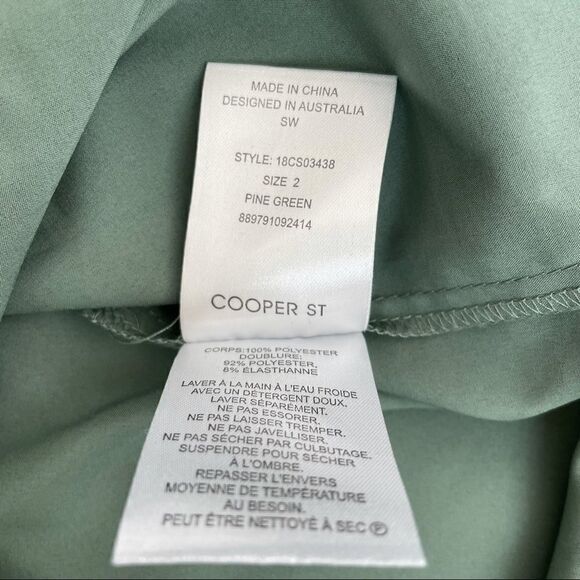 MADE IN CHINA
DESIGNED IN AUSTRALIA
SW
STYLE: 18CS03438
SIZE 2
PINE GREEN
889791092414
COOPER ST
CORPS:100% POLYESTER
DOUBLURE:
92% POLYESTER,
8% ÉLASTHANNE
LAVER À LA MAIN À L'EAU FROIDE
AVEC UN DÉTERGENT DOUX.
LAVER SÉPARÉMENT.
NE PAS ESSORER.
NE PAS LAISSER TREMPER.
NE PAS JAVELLISER.
NE PAS SÉCHER PAR CULBUTAGE.
SUSPENDRE POUR SÉCHER
À L'OMBRE.
REPASSER L'ENVERS
MOYENNE DE TEMPÉRATURE
AU BESOIN.
PEUT ÊTRE NETTOYÉ À SEC Ⓟ